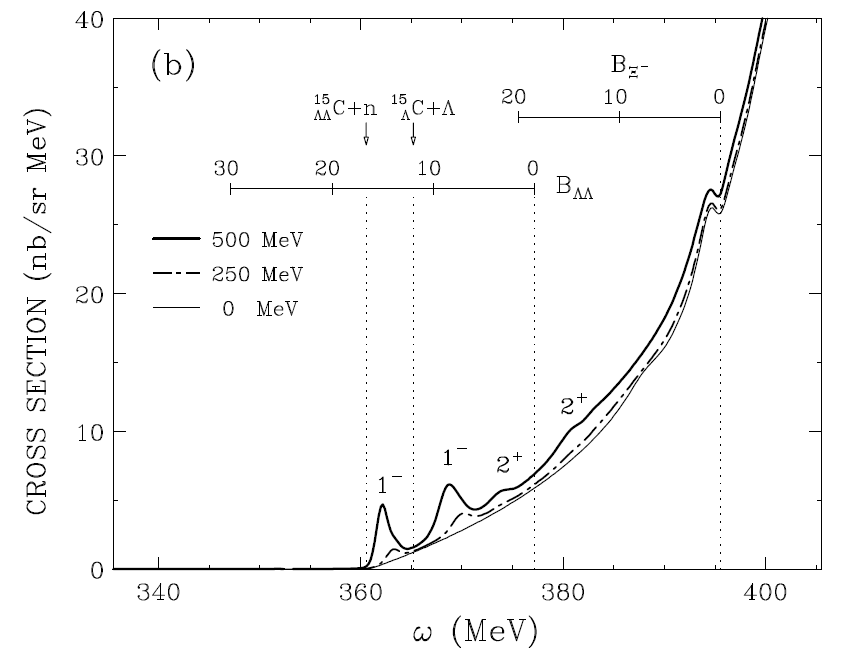 40
(b)
B_Ξ⁻
20 10 0
¹⁵_ΛΛC+n ¹⁵_ΛC+Λ
30
30 20 10 0 B_ΛΛ
500 MeV
250 MeV
0 MeV
20
CROSS SECTION (nb/sr MeV)
2⁺
10
1⁻ 1⁻ 2⁺
0
340 360 380 400
ω (MeV)